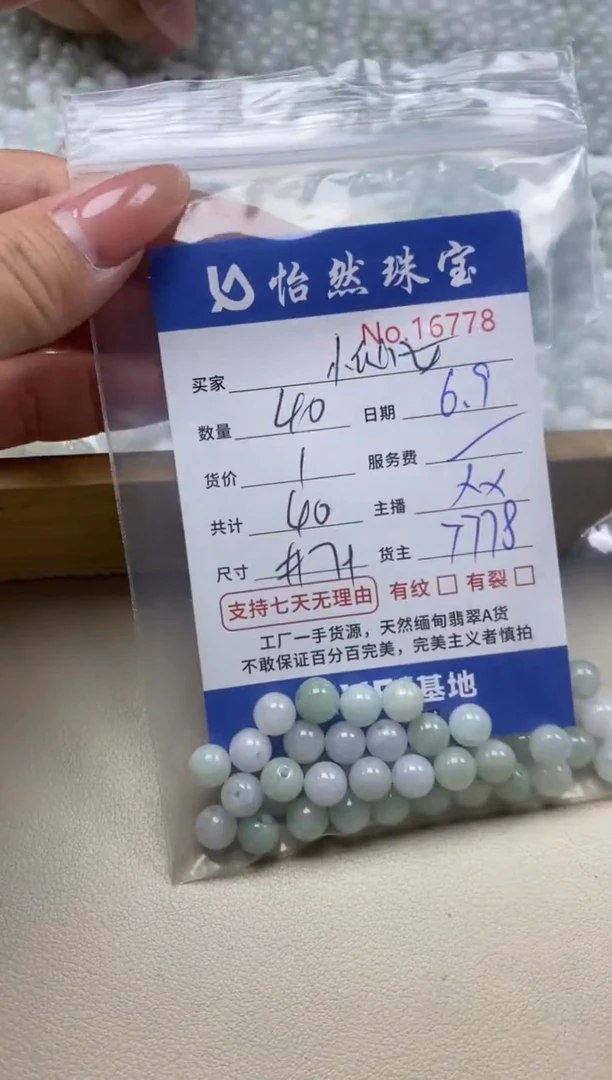 怡然珠宝
No.16778
买家
数量 40 日期 6.9
货价 1 服务费
共计 40 主播 XX
尺寸 货主 7778
支持七天无理由 有纹 有裂
工厂一手货源，天然缅甸翡翠A货
不敢保证百分百完美，完美主义者慎拍
基地